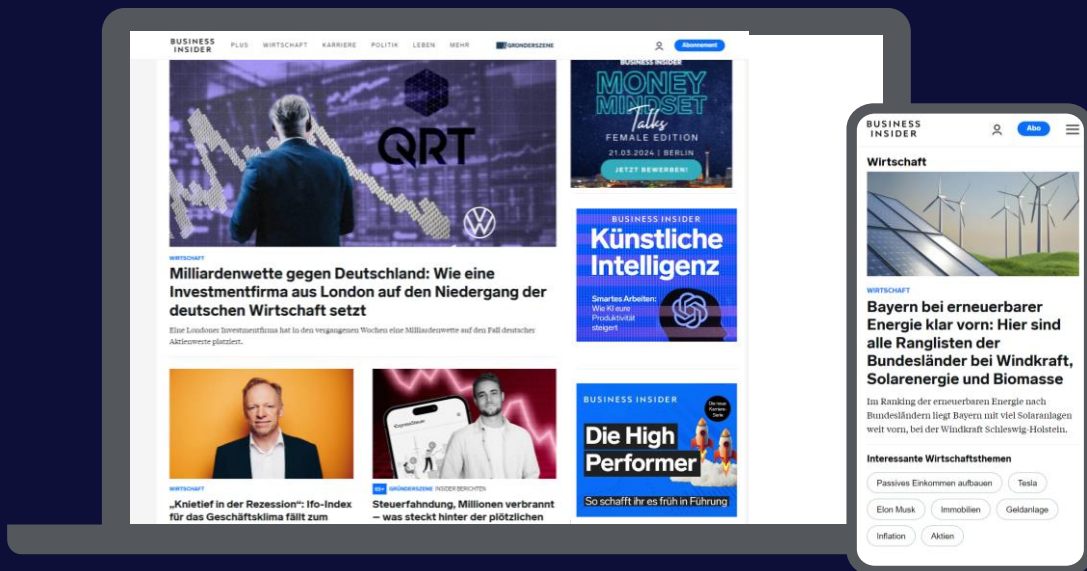 BUSINESS
INSIDER
PLUS WIRTSCHAFT KARRIERE POLITIK LEBEN MEHR GRÜNDERSZENE Abonnement
QRT
WIRTSCHAFT
Milliardenwette gegen Deutschland: Wie eine
Investmentfirma aus London auf den Niedergang der
deutschen Wirtschaft setzt
Eine Londoner Investmentfirma hat in den vergangenen Wochen eine Milliardenwette auf den Fall deutscher
Aktienwerte platziert.
WIRTSCHAFT
„Knietief in der Rezession“: Ifo-Index
für das Geschäftsklima fällt zum
ExpressSteuer
BI+ GRÜNDERSZENE INSIDERBERICHTEN
Steuerfahndung, Millionen verbrannt
– was steckt hinter der plötzlichen
BUSINESS INSIDER
MONEY
MINDSET
Talks
FEMALE EDITION
21.03.2024 | BERLIN
JETZT BEWERBEN!
BUSINESS INSIDER
Künstliche
Intelligenz
Smartes Arbeiten:
Wie KI eure
Produktivität
steigert
BUSINESS INSIDER
Die neue
Karriere-
Serie
Die High
Performer
So schafft ihr es früh in Führung
BUSINESS
INSIDER
Abo
Wirtschaft
WIRTSCHAFT
Bayern bei erneuerbarer
Energie klar vorn: Hier sind
alle Ranglisten der
Bundesländer bei Windkraft,
Solarenergie und Biomasse
Im Ranking der erneuerbaren Energie nach
Bundesländern liegt Bayern mit viel Solaranlagen
weit vorn, bei der Windkraft Schleswig-Holstein.
Interessante Wirtschaftsthemen
Passives Einkommen aufbauen Tesla
Elon Musk Immobilien Geldanlage
Inflation Aktien